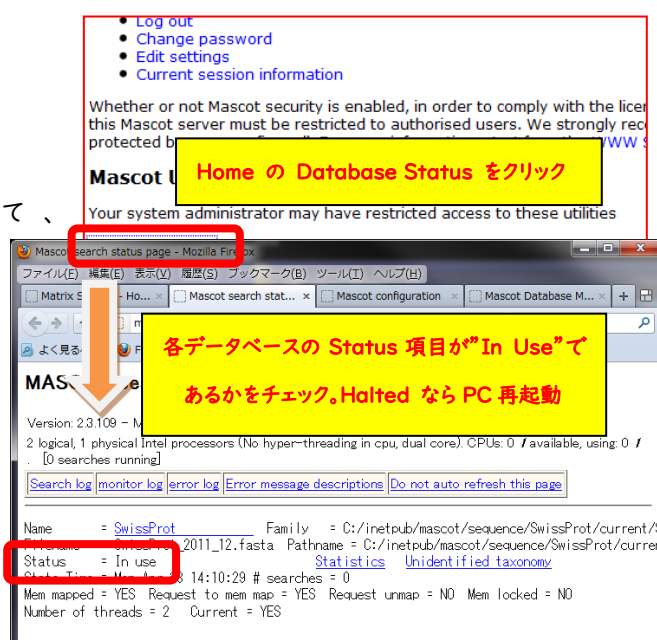 Log out
Change password
Edit settings
Current session information
Whether or not Mascot security is enabled, in order to comply with the
this Mascot server must be restricted to authorised users. We strongly
protected
Home の Database Status をクリック
Mascot
て 、
Your system administrator may have restricted access to these utilities
Mascot search status page - Mozilla Firefox
ファイル(F) 編集(E) 表示(V) 履歴(S) ブックマーク(B) ツール(T) ヘルプ(H)
Matrix Mascot search stat... × Mascot configuration × Mascot Database M... × +
よく見る
各データベースの Status 項目が"In Use"で
あるかをチェック。Halted なら PC 再起動
Version: 2.3.109 -
2 logical, 1 physical Intel processors (No hyper-threading in cpu, dual core). CPUs: 0 / available, using: 0 /
. [0 searches running]
Search log monitor log error log Error message descriptions Do not auto refresh this page
Name = SwissProt Family = C:/inetpub/mascot/sequence/SwissProt/current/
2011_12.fasta Pathname = C:/inetpub/mascot/sequence/SwissProt/
Status = In use Statistics Unidentified taxonomy
14:10:29 # searches = 0
Mem mapped = YES Request to mem map = YES Request unmap = NO Mem locked = NO
Number of threads = 2 Current = YES